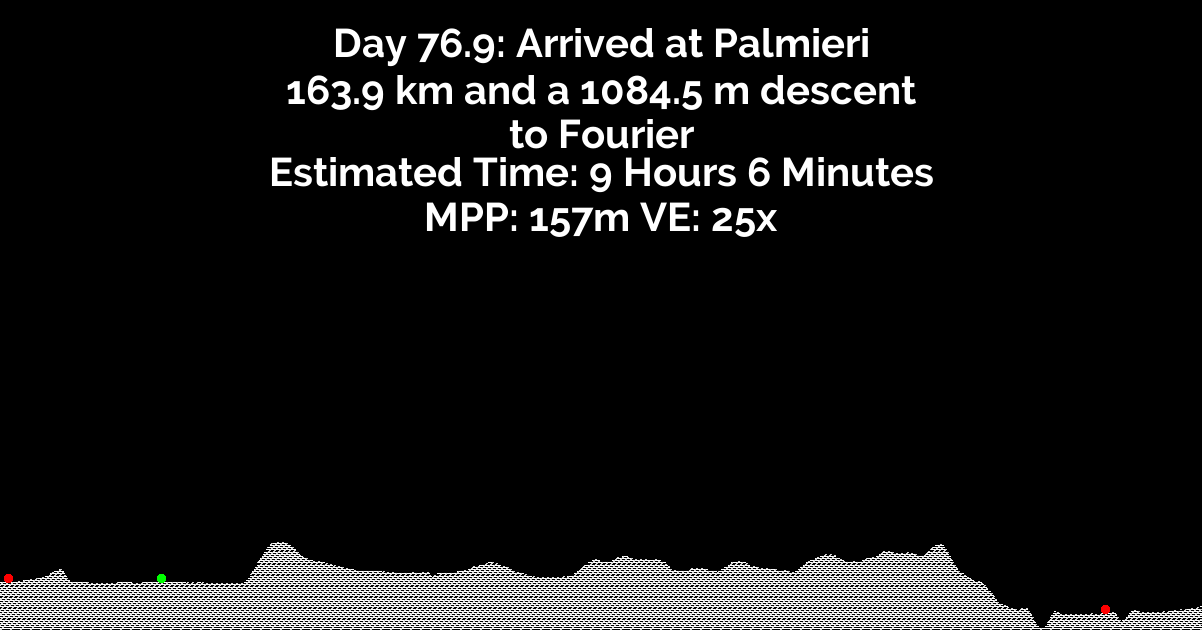 Day 76.9: Arrived at Palmieri
163.9 km and a 1084.5 m descent
to Fourier
Estimated Time: 9 Hours 6 Minutes
MPP: 157m VE: 25x